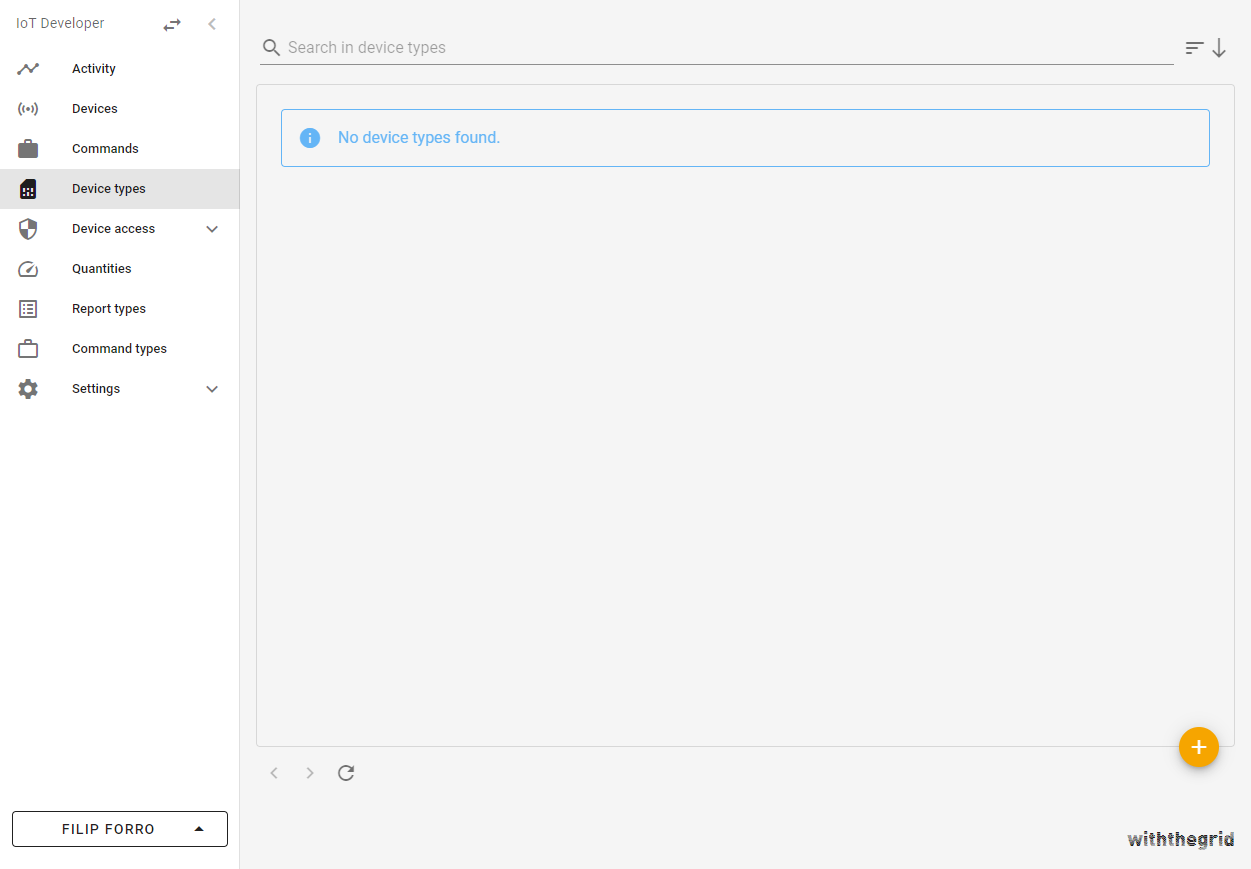 IoT Developer
Activity
Devices
Commands
Device types
Device access
Quantities
Report types
Command types
Settings
FILIP FORRO
Search in device types
No device types found.
withthegrid